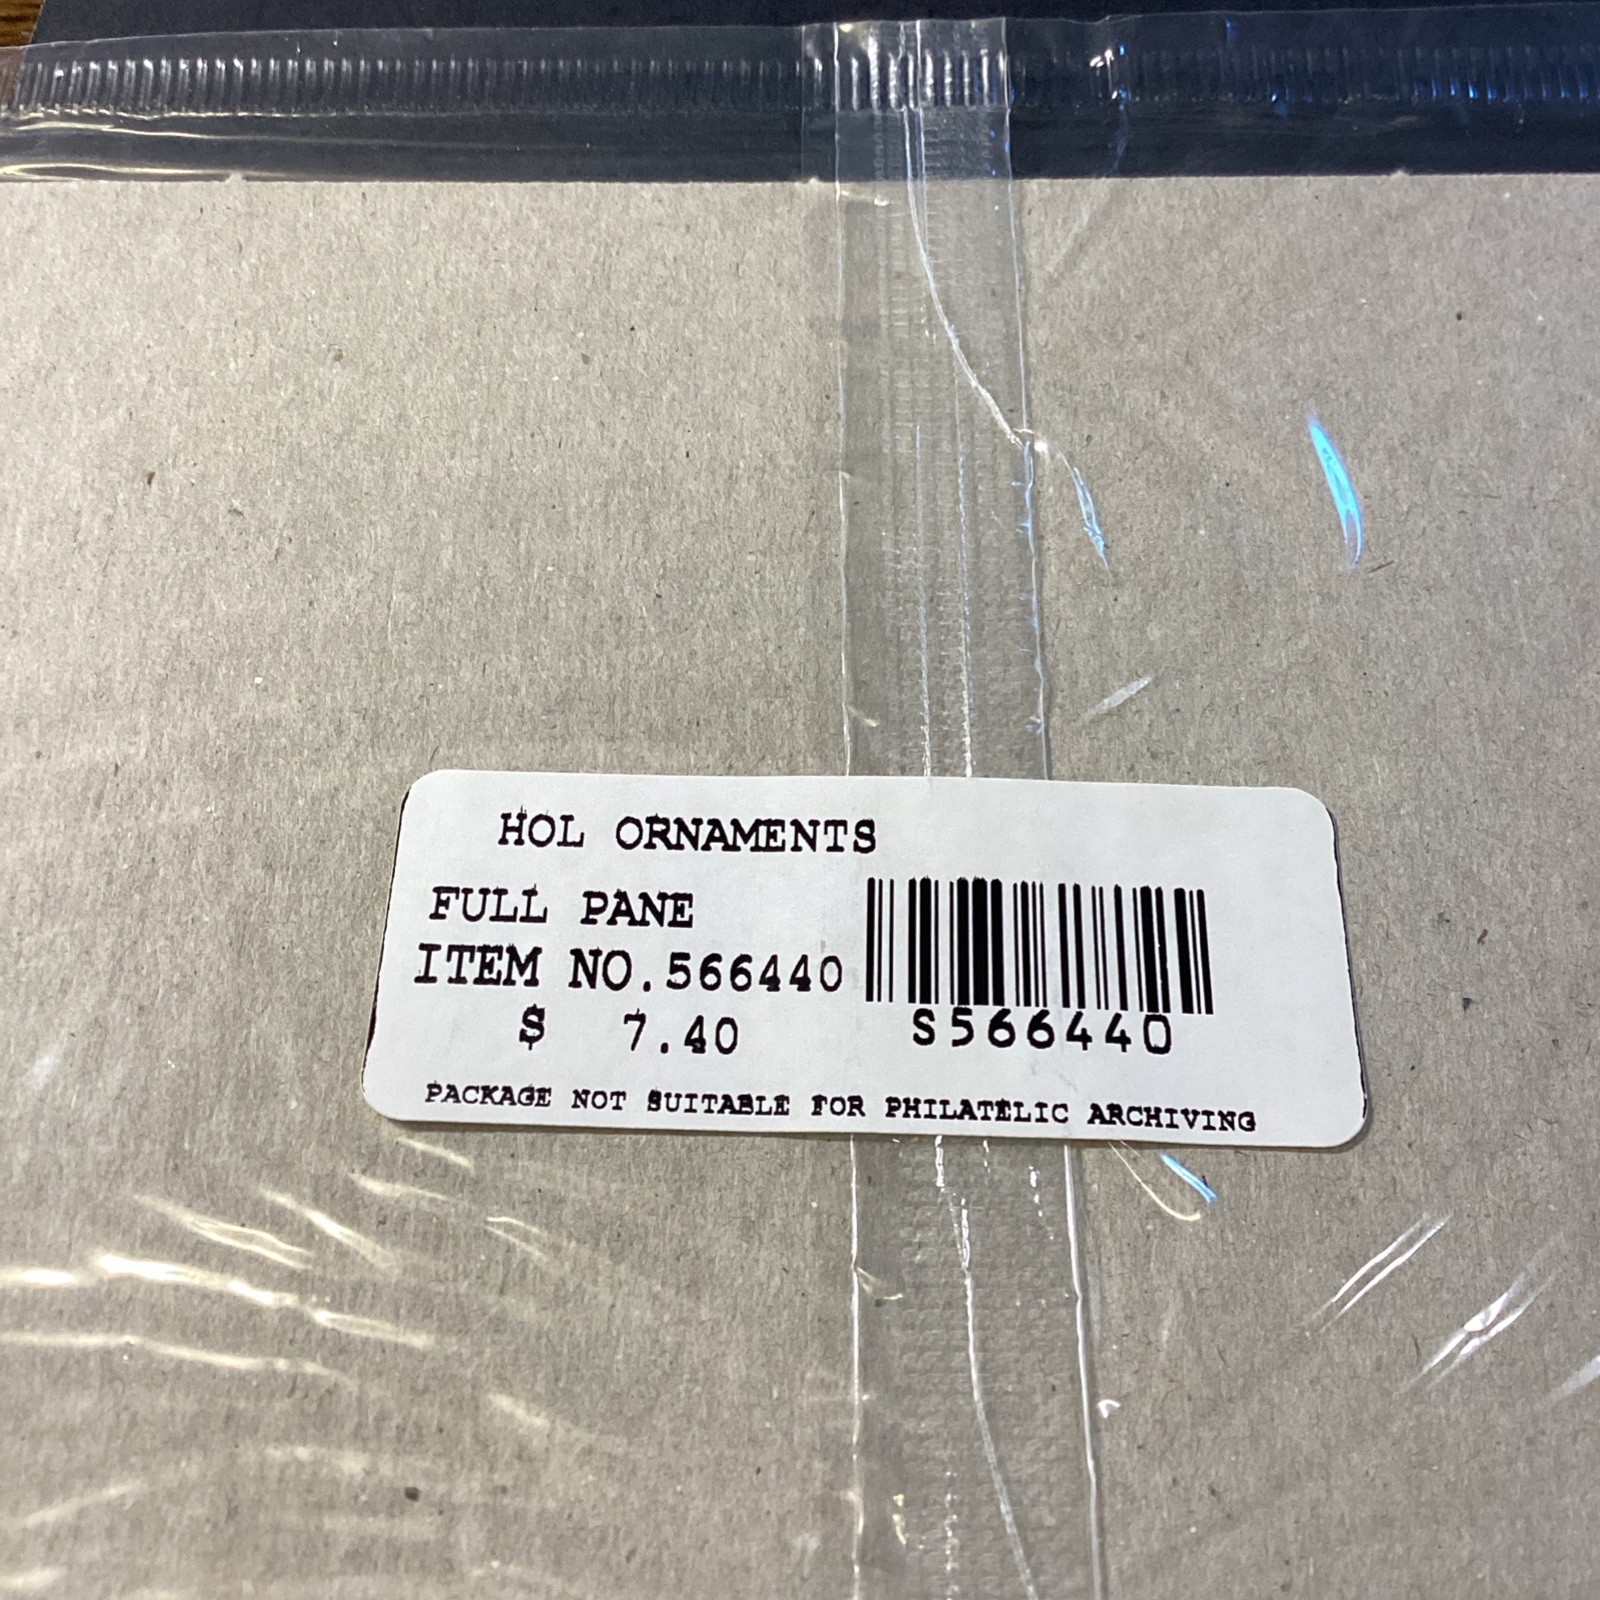 HOL ORNAMENTS
FULL PANE
ITEM NO.566440
$ 7.40
S566440
PACKAGE NOT SUITABLE FOR PHILATELIC ARCHIVING